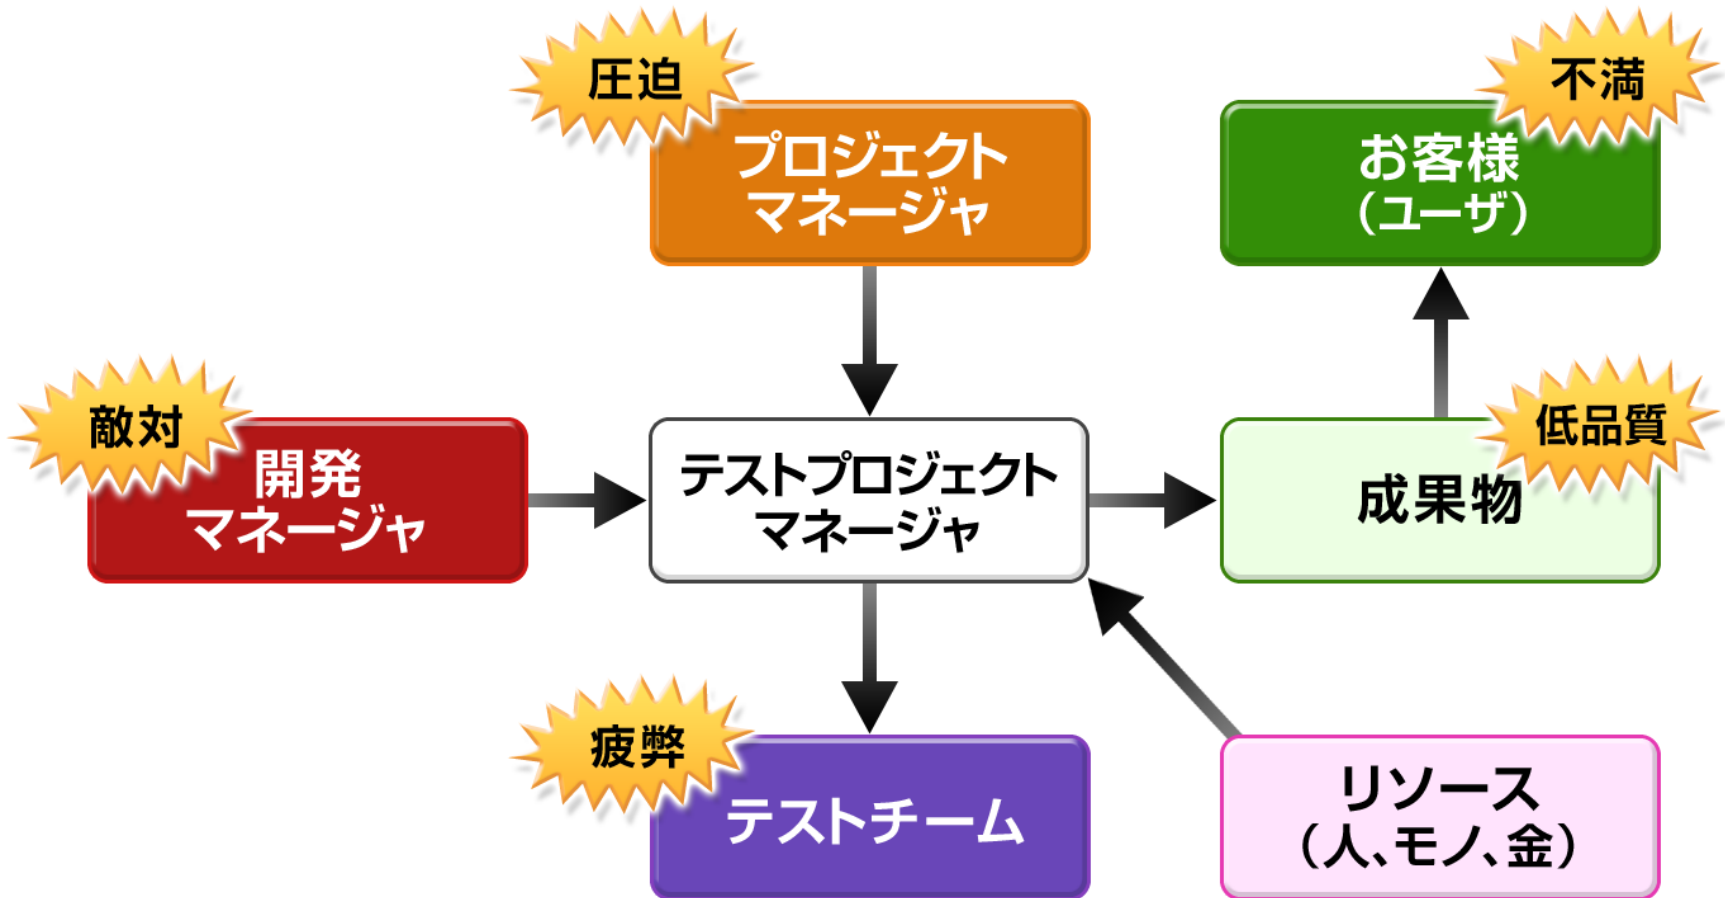 圧迫
プロジェクト
マネージャ
不満
お客様
(ユーザ)
敵対
開発
マネージャ
テストプロジェクト
マネージャ
低品質
成果物
疲弊
テストチーム
リソース
(人、モノ、金)